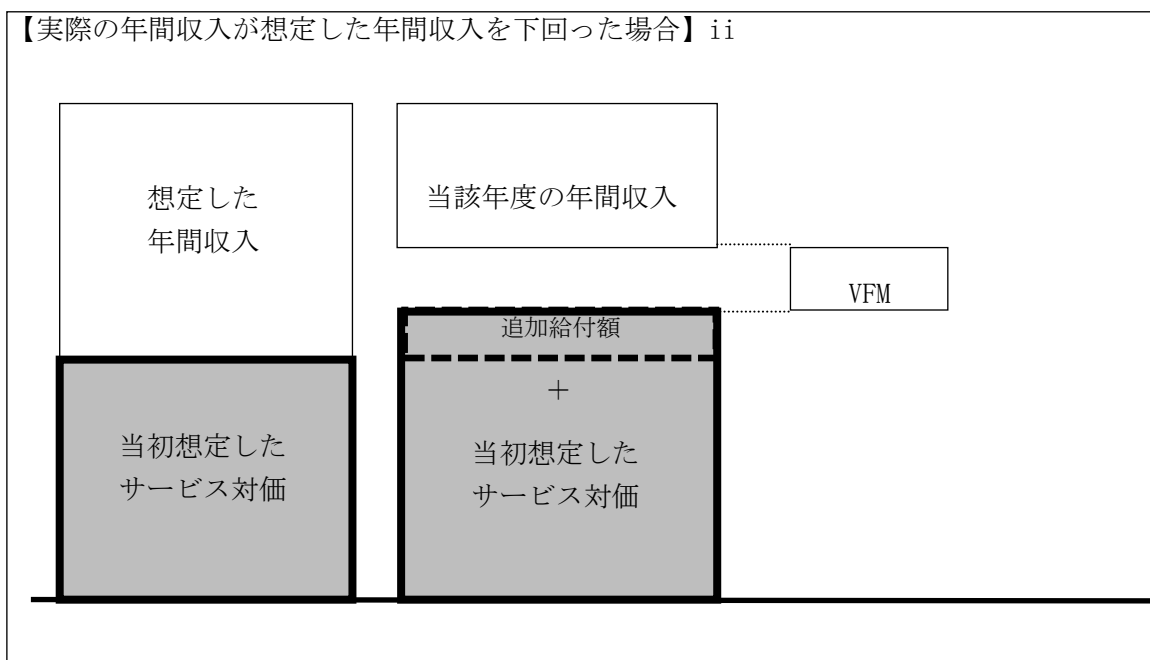 【実際の年間収入が想定した年間収入を下回った場合】ii
想定した
年間収入
当初想定した
サービス対価
当該年度の年間収入
追加給付額
＋
当初想定した
サービス対価
VFM